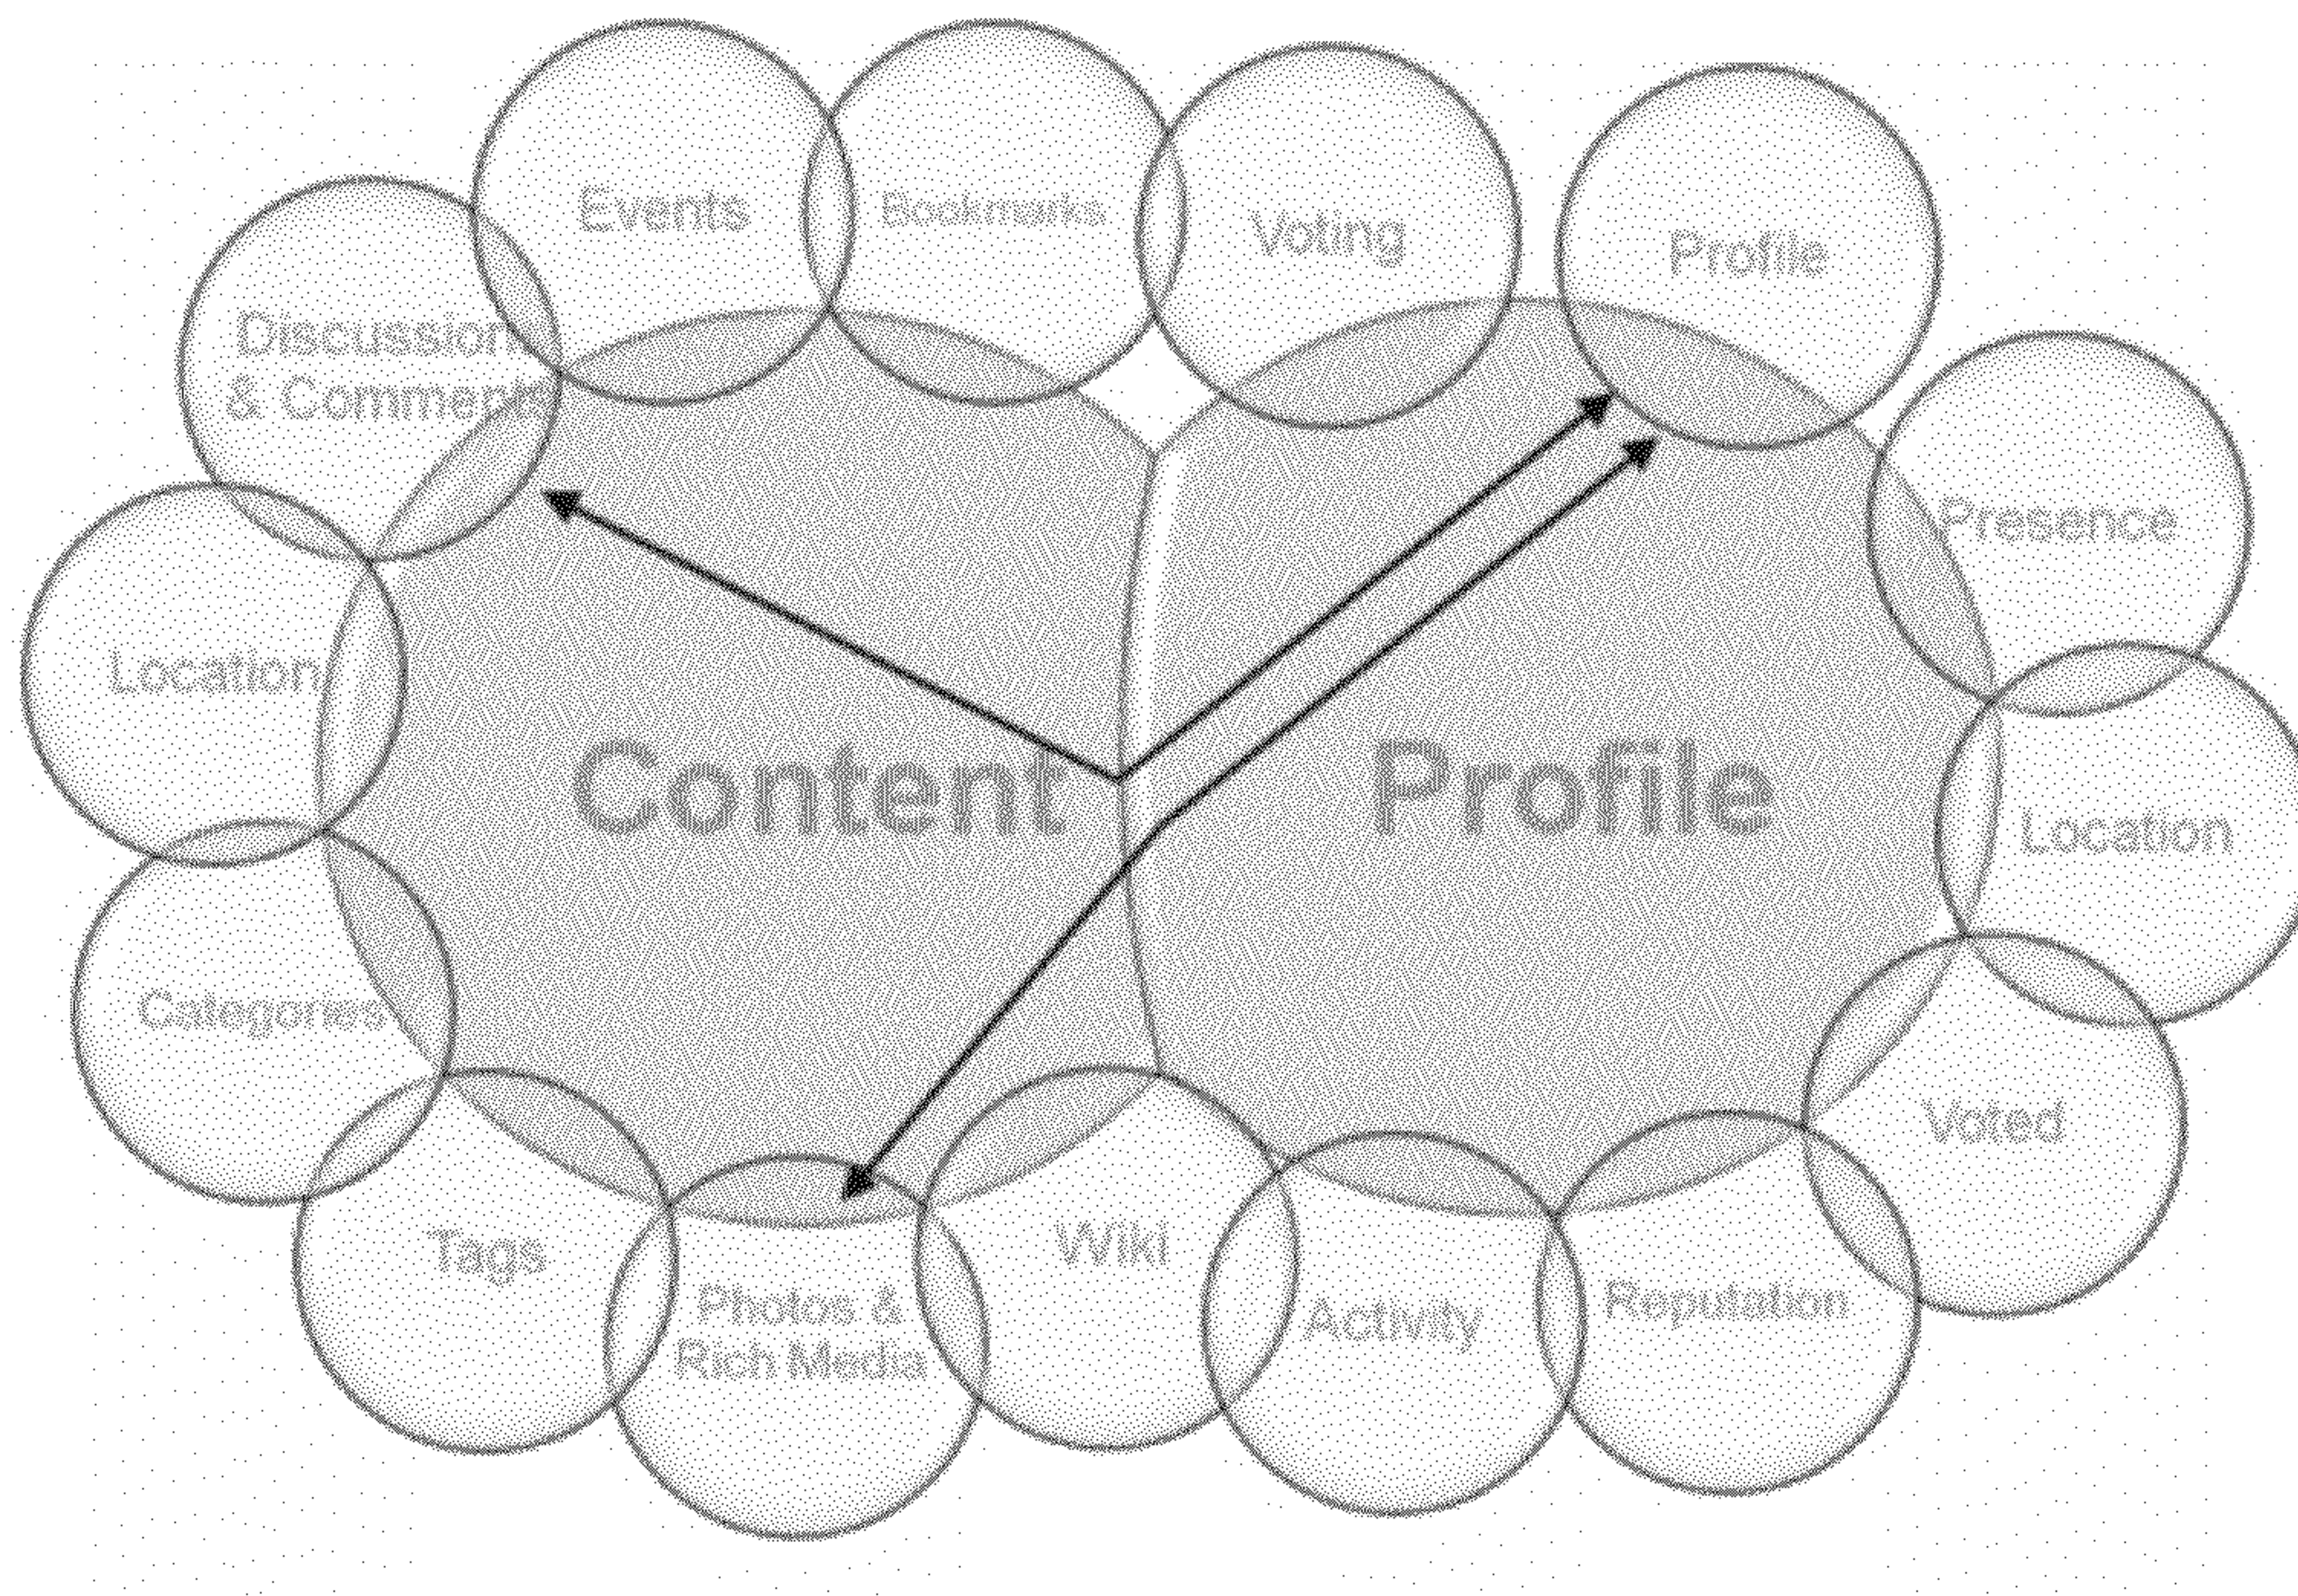 Events
Bookmarks
Voting
Profile
Discussion
& Comments
Presence
Location
Content
Profile
Location
Categories
Voted
Tags
Wiki
Photos &
Rich Media
Activity
Reputation